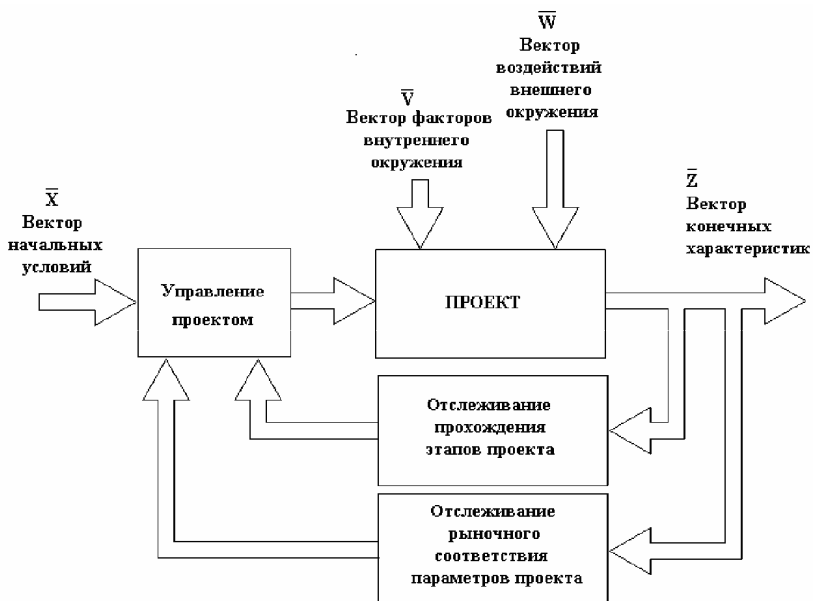 W̅
Вектор
воздействий
внешнего
окружения
V̅
Вектор факторов
внутреннего
окружения
X̅
Вектор
начальных
условий
Z̅
Вектор
конечных
характеристик
Управление
проектом
ПРОЕКТ
Отслеживание
прохождения
этапов проекта
Отслеживание
рыночного
соответствия
параметров проекта